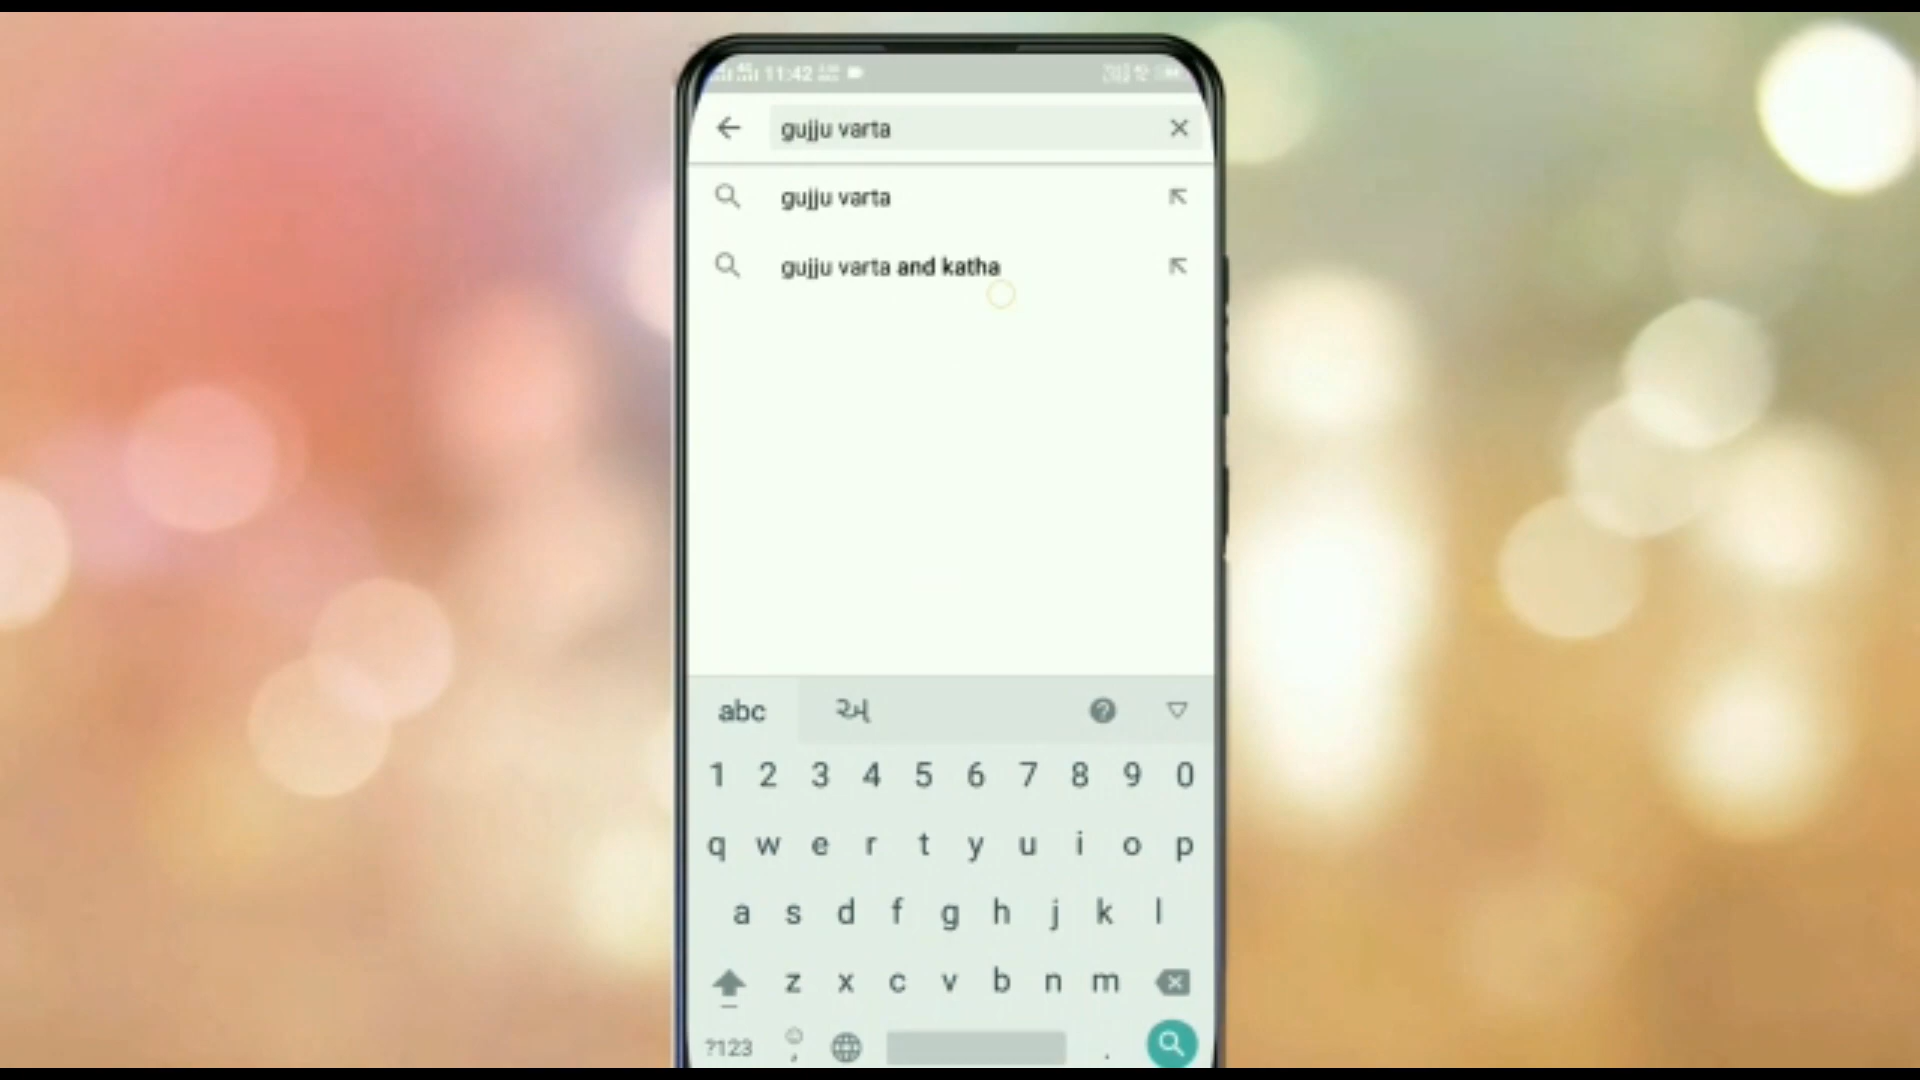 11:42
gujju varta
gujju varta
gujju varta and katha
abc અ
1 2 3 4 5 6 7 8 9 0
q w e r t y u i o p
a s d f g h j k l
z x c v b n m
?123 , .